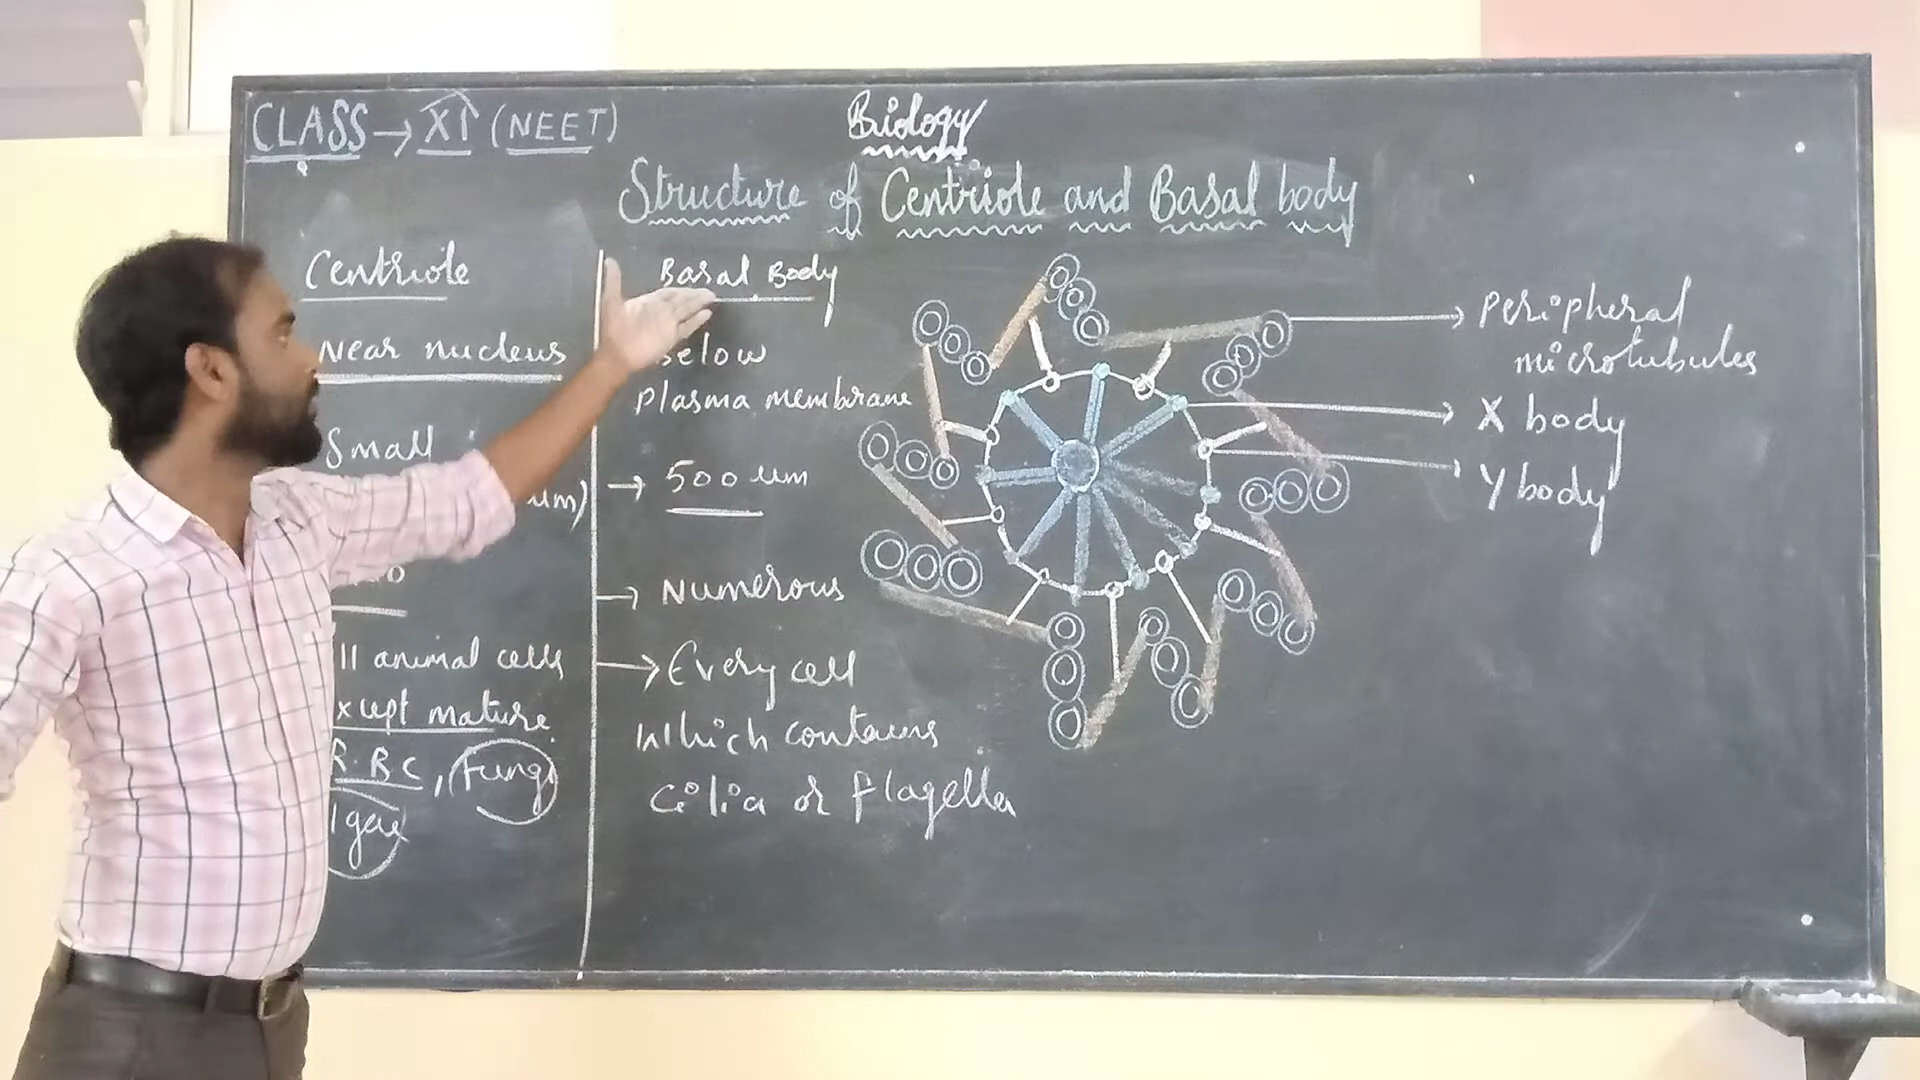 CLASS → XI (NEET)
Biology
Structure of Centriole and Basal body
Centriole
Near nucleus
Small
um)
ll animal cells
xcept mature
R.BC, Fungi
lgae
Basal Body
Below
plasma membrane
→ 500 um
→ Numerous
→ Every cell
which contains
cilia or flagella
Peripheral
microtubules
X body
Y body